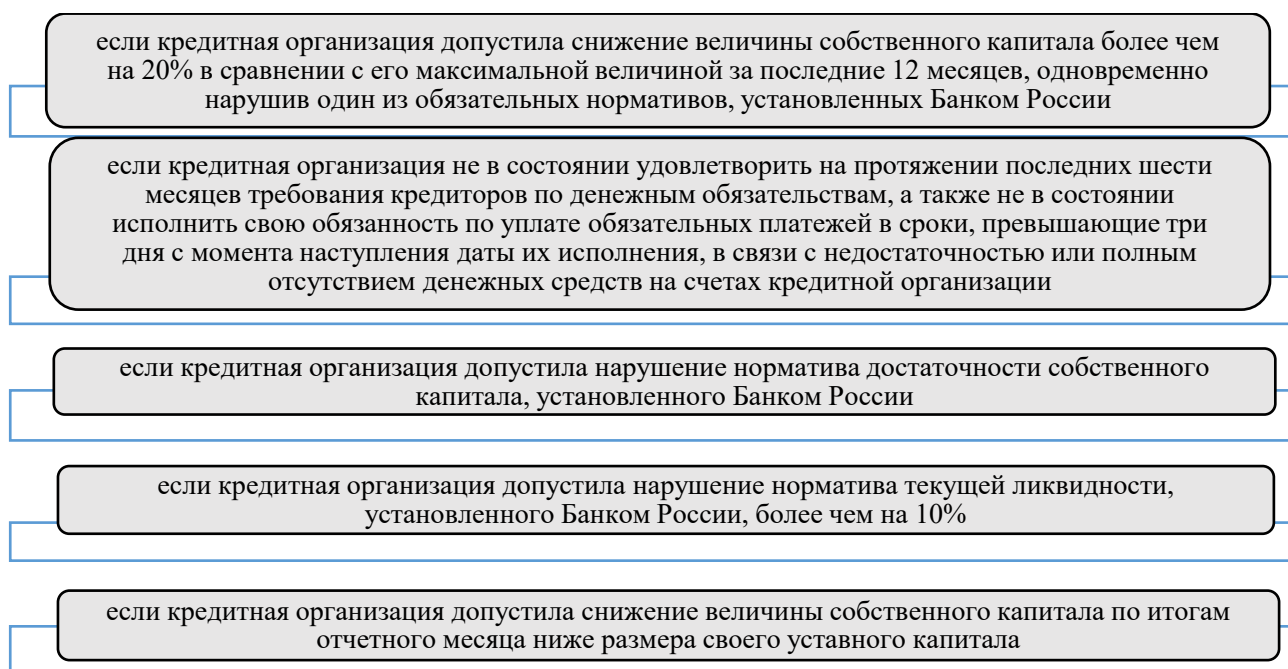 если кредитная организация допустила снижение величины собственного капитала более чем
на 20% в сравнении с его максимальной величиной за последние 12 месяцев, одновременно
нарушив один из обязательных нормативов, установленных Банком России
если кредитная организация не в состоянии удовлетворить на протяжении последних шести
месяцев требования кредиторов по денежным обязательствам, а также не в состоянии
исполнить свою обязанность по уплате обязательных платежей в сроки, превышающие три
дня с момента наступления даты их исполнения, в связи с недостаточностью или полным
отсутствием денежных средств на счетах кредитной организации
если кредитная организация допустила нарушение норматива достаточности собственного
капитала, установленного Банком России
если кредитная организация допустила нарушение норматива текущей ликвидности,
установленного Банком России, более чем на 10%
если кредитная организация допустила снижение величины собственного капитала по итогам
отчетного месяца ниже размера своего уставного капитала